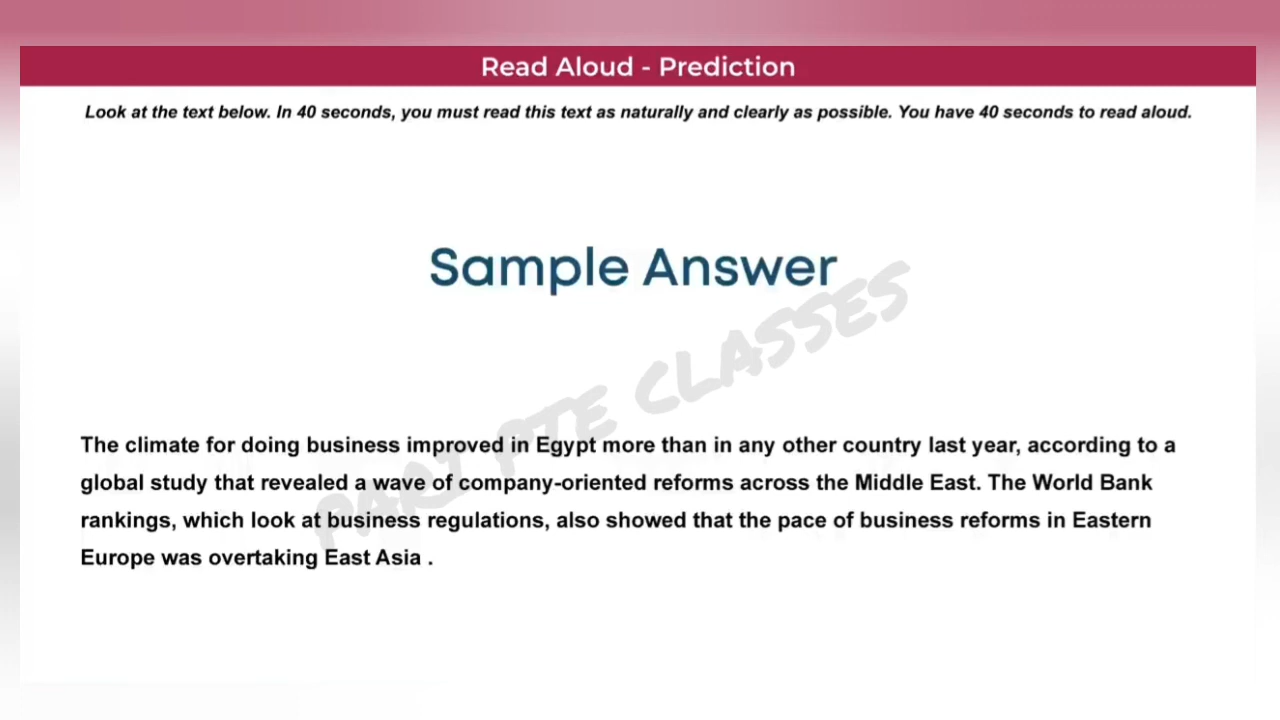 Read Aloud - Prediction
Look at the text below. In 40 seconds, you must read this text as naturally and clearly as possible. You have 40 seconds to read aloud.
Sample Answer
PARI PTE CLASSES
The climate for doing business improved in Egypt more than in any other country last year, according to a
global study that revealed a wave of company-oriented reforms across the Middle East. The World Bank
rankings, which look at business regulations, also showed that the pace of business reforms in Eastern
Europe was overtaking East Asia .